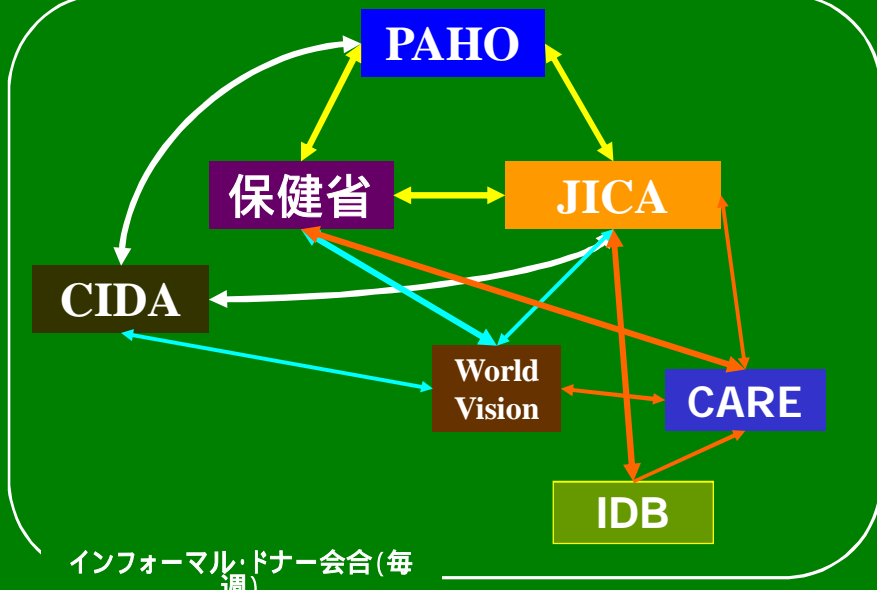 PAHO
保健省
JICA
CIDA
World
Vision
CARE
IDB
インフォーマル・ドナー会合(毎
週)